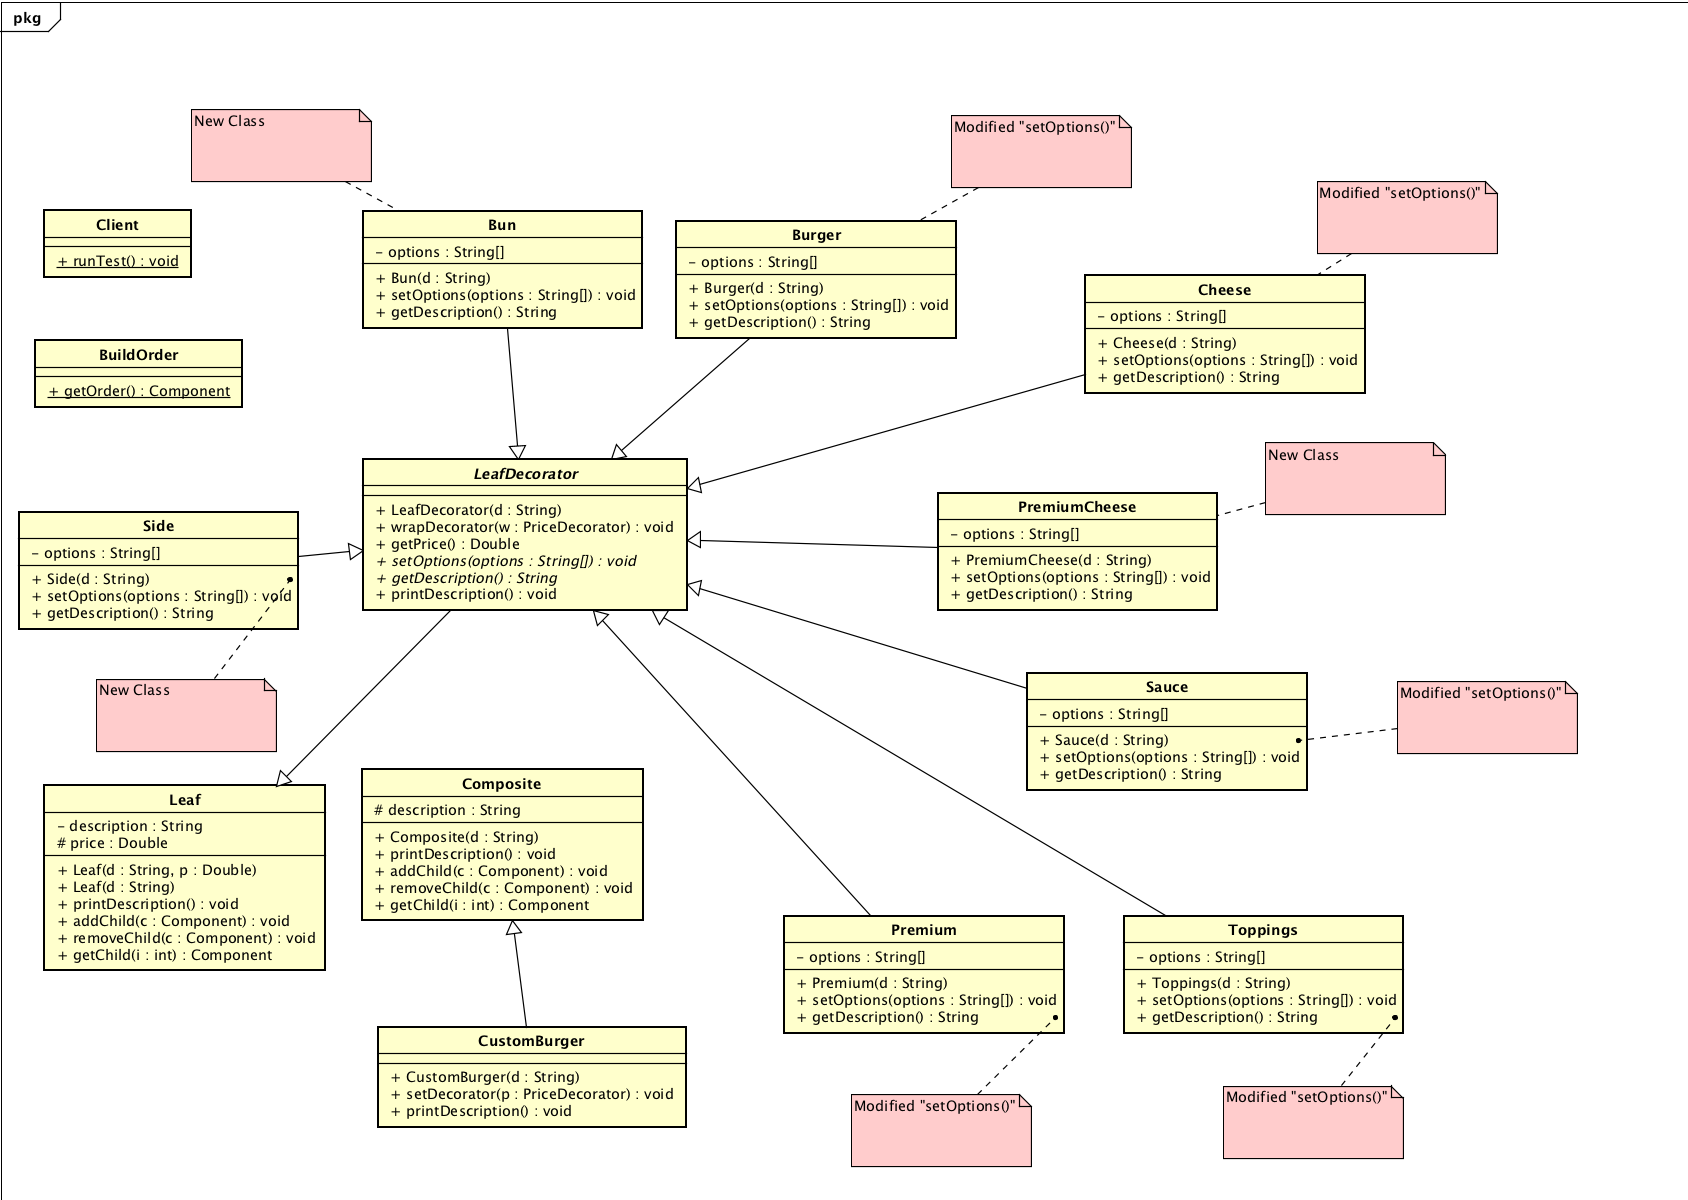 pkg
New Class
Modified "setOptions()"
Modified "setOptions()"
Client
+ runTest() : void
Bun
– options : String[]
+ Bun(d : String)
+ setOptions(options : String[]) : void
+ getDescription() : String
Burger
– options : String[]
+ Burger(d : String)
+ setOptions(options : String[]) : void
+ getDescription() : String
Cheese
– options : String[]
+ Cheese(d : String)
+ setOptions(options : String[]) : void
+ getDescription() : String
BuildOrder
+ getOrder() : Component
LeafDecorator
+ LeafDecorator(d : String)
+ wrapDecorator(w : PriceDecorator) : void
+ getPrice() : Double
+ setOptions(options : String[]) : void
+ getDescription() : String
+ printDescription() : void
New Class
PremiumCheese
– options : String[]
+ PremiumCheese(d : String)
+ setOptions(options : String[]) : void
+ getDescription() : String
Side
– options : String[]
+ Side(d : String)
+ setOptions(options : String[]) : void
+ getDescription() : String
New Class
Sauce
– options : String[]
+ Sauce(d : String)
+ setOptions(options : String[]) : void
+ getDescription() : String
Modified "setOptions()"
Leaf
– description : String
# price : Double
+ Leaf(d : String, p : Double)
+ Leaf(d : String)
+ printDescription() : void
+ addChild(c : Component) : void
+ removeChild(c : Component) : void
+ getChild(i : int) : Component
Composite
# description : String
+ Composite(d : String)
+ printDescription() : void
+ addChild(c : Component) : void
+ removeChild(c : Component) : void
+ getChild(i : int) : Component
Premium
– options : String[]
+ Premium(d : String)
+ setOptions(options : String[]) : void
+ getDescription() : String
Toppings
– options : String[]
+ Toppings(d : String)
+ setOptions(options : String[]) : void
+ getDescription() : String
CustomBurger
+ CustomBurger(d : String)
+ setDecorator(p : PriceDecorator) : void
+ printDescription() : void
Modified "setOptions()"
Modified "setOptions()"